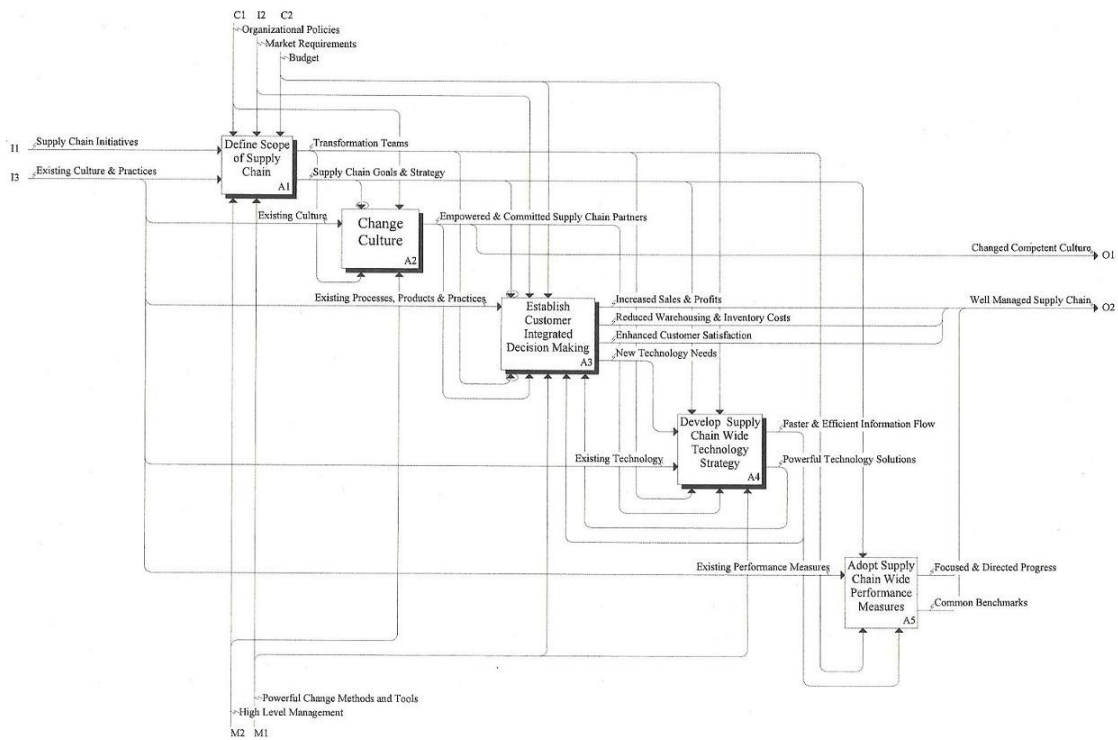 C1 I2 C2
Organizational Policies
Market Requirements
Budget
I1 Supply Chain Initiatives
Define Scope
of Supply
Chain
A1
Transformation Teams
I3 Existing Culture & Practices
Supply Chain Goals & Strategy
Existing Culture
Change
Culture
A2
Empowered & Committed Supply Chain Partners
Changed Competent Culture O1
Existing Processes, Products & Practices
Establish
Customer
Integrated
Decision Making
A3
Increased Sales & Profits
Well Managed Supply Chain O2
Reduced Warehousing & Inventory Costs
Enhanced Customer Satisfaction
New Technology Needs
Develop Supply
Chain Wide
Technology
Strategy
A4
Faster & Efficient Information Flow
Existing Technology
Powerful Technology Solutions
Existing Performance Measures
Adopt Supply
Chain Wide
Performance
Measures
A5
Focused & Directed Progress
Common Benchmarks
Powerful Change Methods and Tools
High Level Management
M2 M1